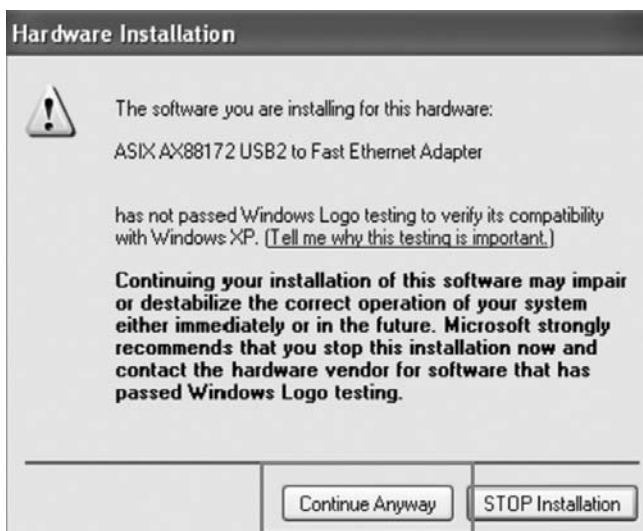 Hardware Installation
The software you are installing for this hardware:
ASIX AX88172 USB2 to Fast Ethernet Adapter
has not passed Windows Logo testing to verify its compatibility
with Windows XP. (Tell me why this testing is important.)
Continuing your installation of this software may impair
or destabilize the correct operation of your system
either immediately or in the future. Microsoft strongly
recommends that you stop this installation now and
contact the hardware vendor for software that has
passed Windows Logo testing.
Continue Anyway
STOP Installation